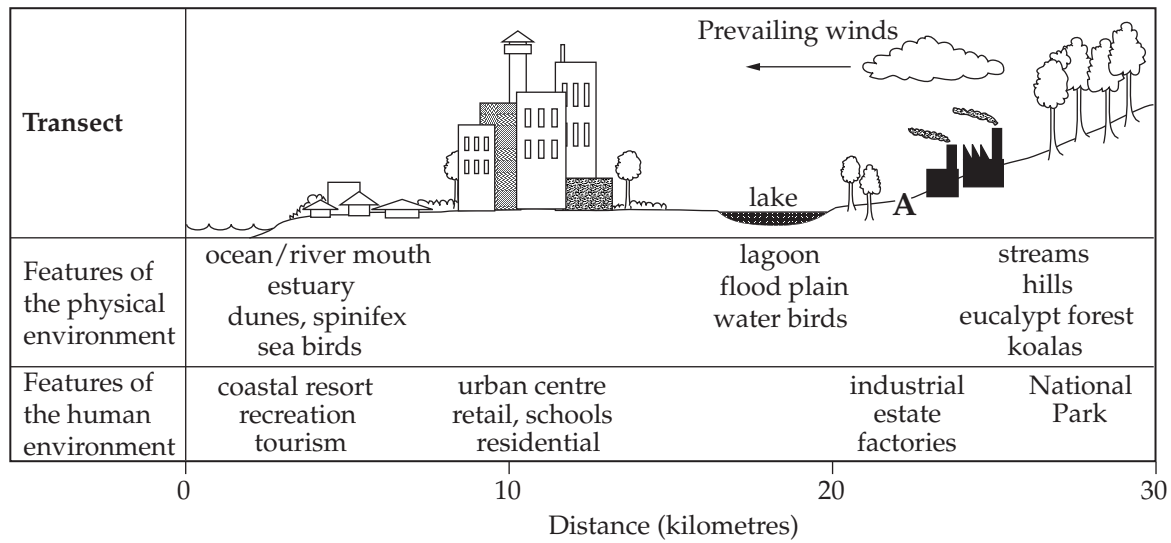 Transect
Prevailing winds
lake
A
Features of
the physical
environment
ocean/river mouth
estuary
dunes, spinifex
sea birds
lagoon
flood plain
water birds
streams
hills
eucalypt forest
koalas
Features of
the human
environment
coastal resort
recreation
tourism
urban centre
retail, schools
residential
industrial
estate
factories
National
Park
0 10 20 30
Distance (kilometres)